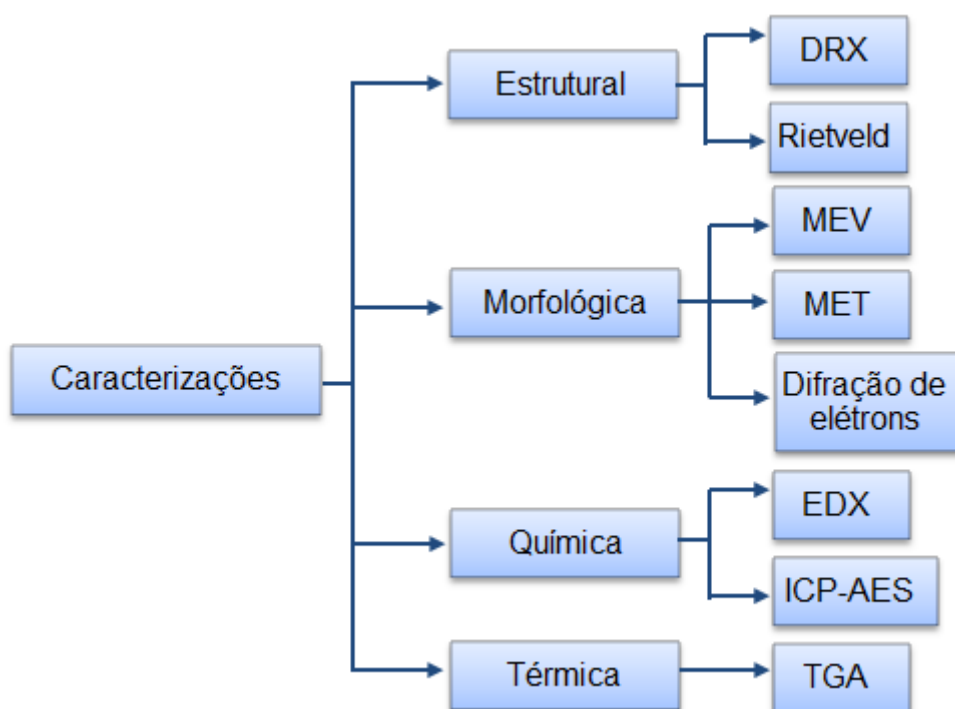 Caracterizações
Estrutural
DRX
Rietveld
Morfológica
MEV
MET
Difração de
elétrons
Química
EDX
ICP-AES
Térmica
TGA